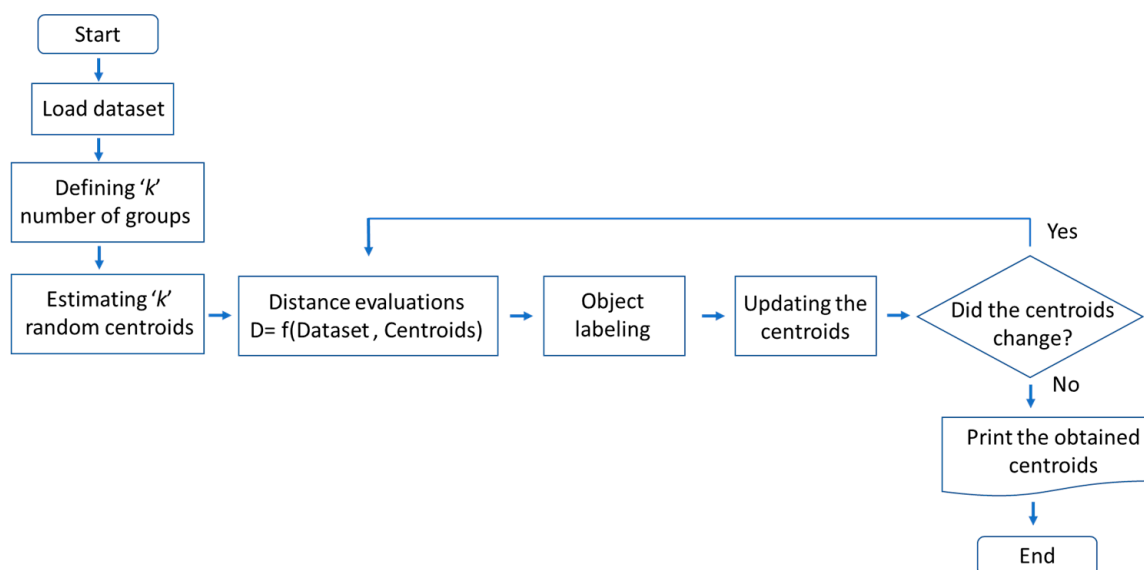 Start
Load dataset
Defining ‘k’
number of groups
Estimating ‘k’
random centroids
Distance evaluations
D= f(Dataset , Centroids)
Object
labeling
Updating the
centroids
Did the centroids
change?
Yes
No
Print the obtained
centroids
End